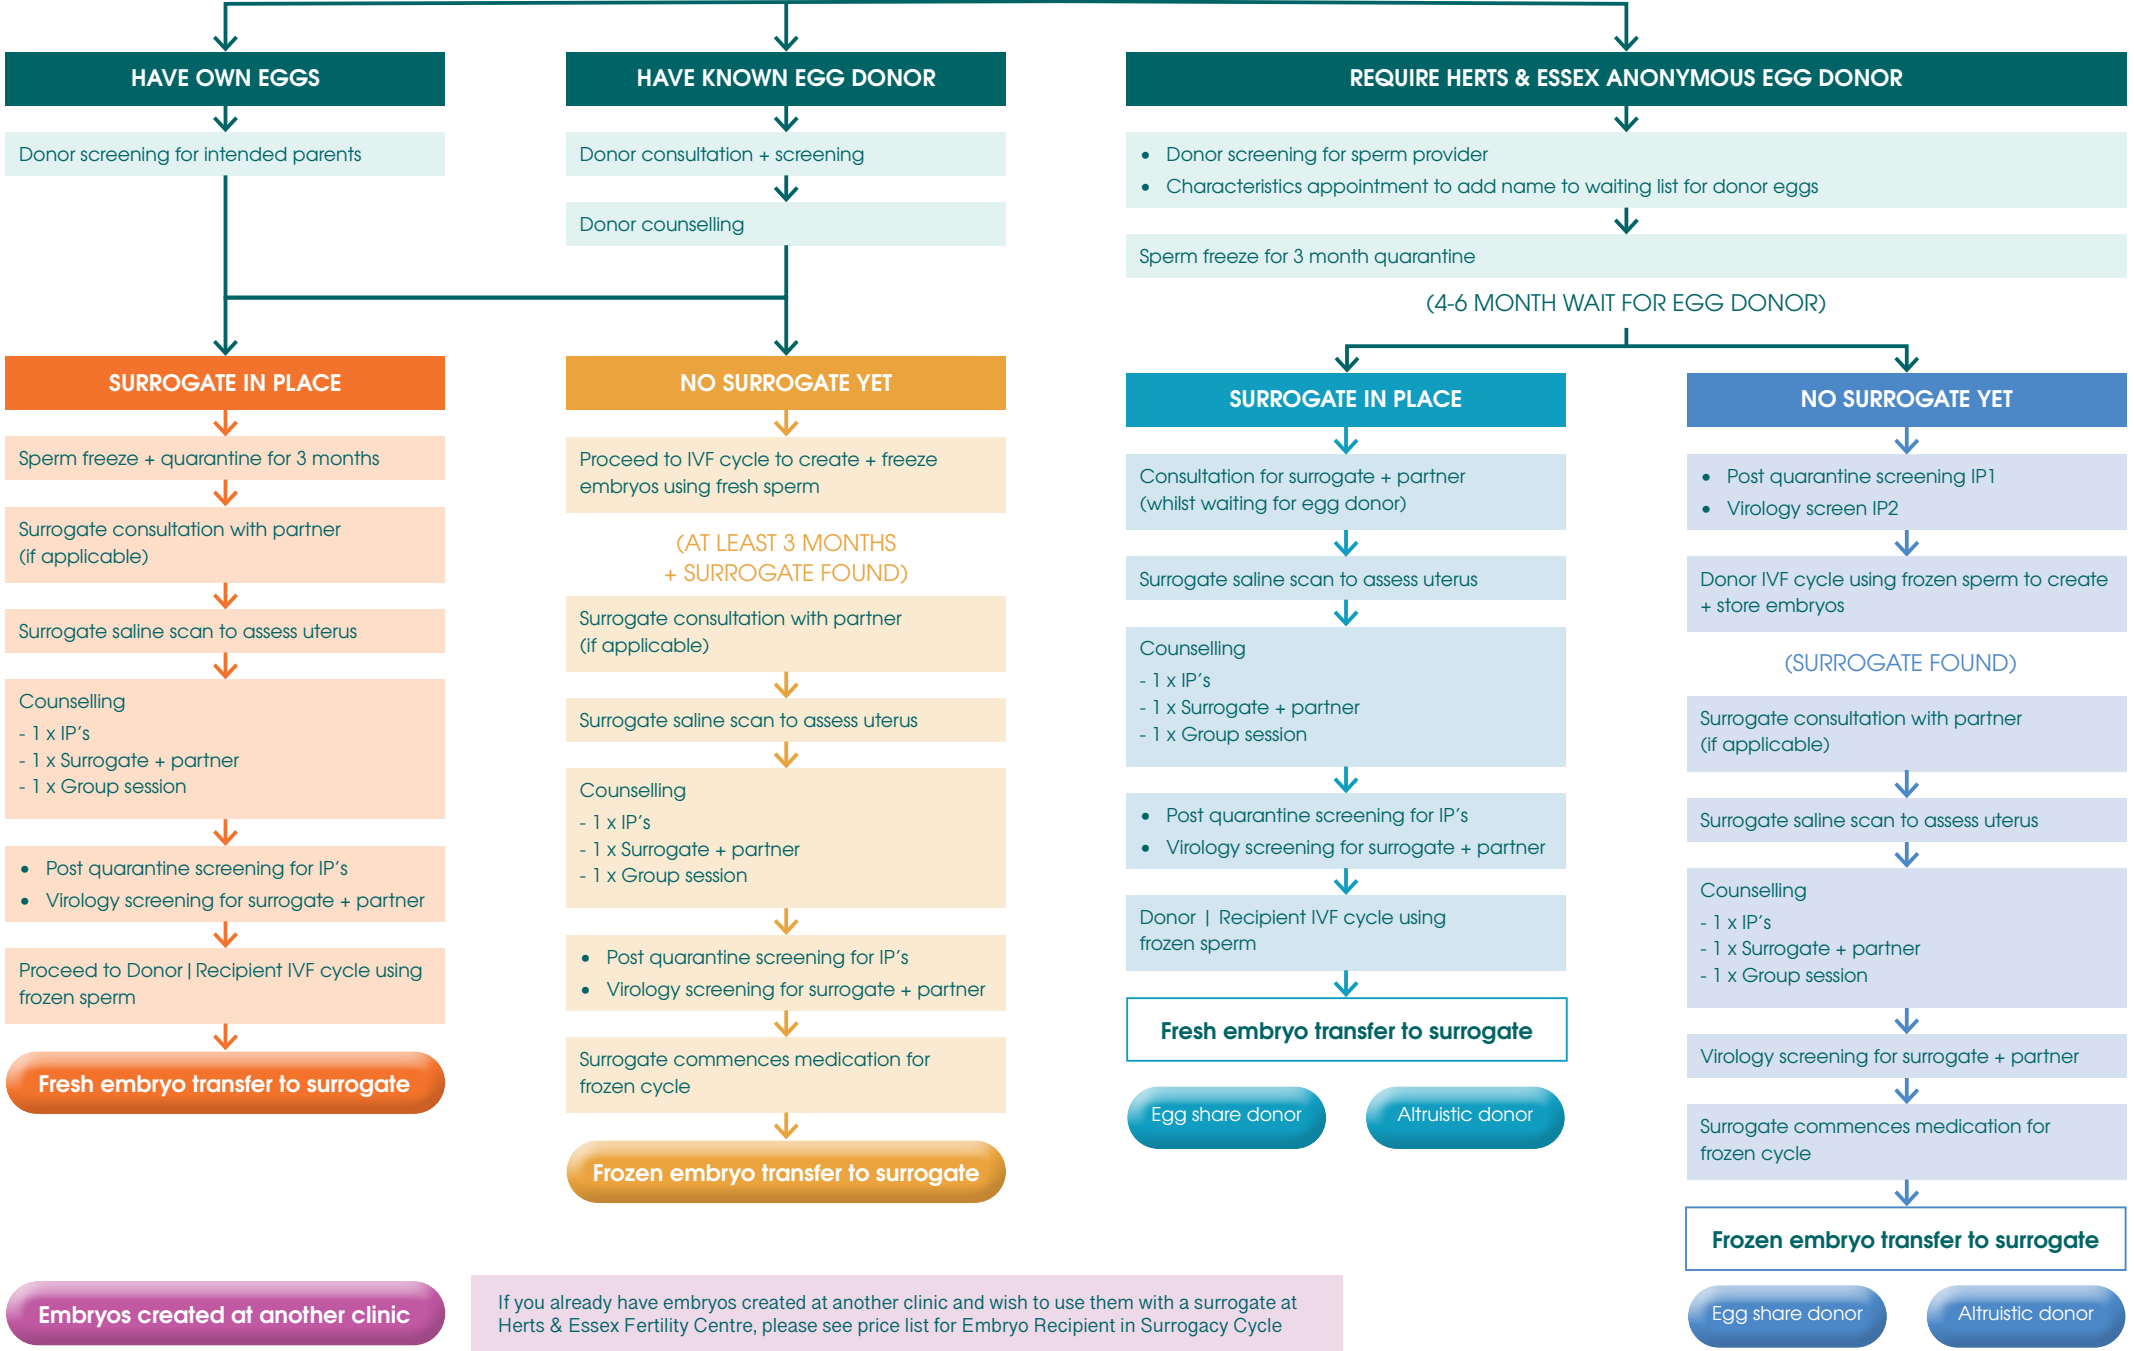 HAVE OWN EGGS
Donor screening for intended parents
HAVE KNOWN EGG DONOR
Donor consultation + screening
Donor counselling
REQUIRE HERTS & ESSEX ANONYMOUS EGG DONOR
• Donor screening for sperm provider
• Characteristics appointment to add name to waiting list for donor eggs
Sperm freeze for 3 month quarantine
(4-6 MONTH WAIT FOR EGG DONOR)
SURROGATE IN PLACE
Sperm freeze + quarantine for 3 months
Surrogate consultation with partner
(if applicable)
Surrogate saline scan to assess uterus
Counselling
- 1 x IP's
- 1 x Surrogate + partner
- 1 x Group session
• Post quarantine screening for IP's
• Virology screening for surrogate + partner
Proceed to Donor | Recipient IVF cycle using
frozen sperm
Fresh embryo transfer to surrogate
NO SURROGATE YET
Proceed to IVF cycle to create + freeze
embryos using fresh sperm
(AT LEAST 3 MONTHS
+ SURROGATE FOUND)
Surrogate consultation with partner
(if applicable)
Surrogate saline scan to assess uterus
Counselling
- 1 x IP's
- 1 x Surrogate + partner
- 1 x Group session
• Post quarantine screening for IP's
• Virology screening for surrogate + partner
Surrogate commences medication for
frozen cycle
Frozen embryo transfer to surrogate
SURROGATE IN PLACE
Consultation for surrogate + partner
(whilst waiting for egg donor)
Surrogate saline scan to assess uterus
Counselling
- 1 x IP's
- 1 x Surrogate + partner
- 1 x Group session
• Post quarantine screening for IP's
• Virology screening for surrogate + partner
Donor | Recipient IVF cycle using
frozen sperm
Fresh embryo transfer to surrogate
Egg share donor
Altruistic donor
NO SURROGATE YET
• Post quarantine screening IP1
• Virology screen IP2
Donor IVF cycle using frozen sperm to create
+ store embryos
(SURROGATE FOUND)
Surrogate consultation with partner
(if applicable)
Surrogate saline scan to assess uterus
Counselling
- 1 x IP's
- 1 x Surrogate + partner
- 1 x Group session
Virology screening for surrogate + partner
Surrogate commences medication for
frozen cycle
Frozen embryo transfer to surrogate
Egg share donor
Altruistic donor
Embryos created at another clinic
If you already have embryos created at another clinic and wish to use them with a surrogate at
Herts & Essex Fertility Centre, please see price list for Embryo Recipient in Surrogacy Cycle